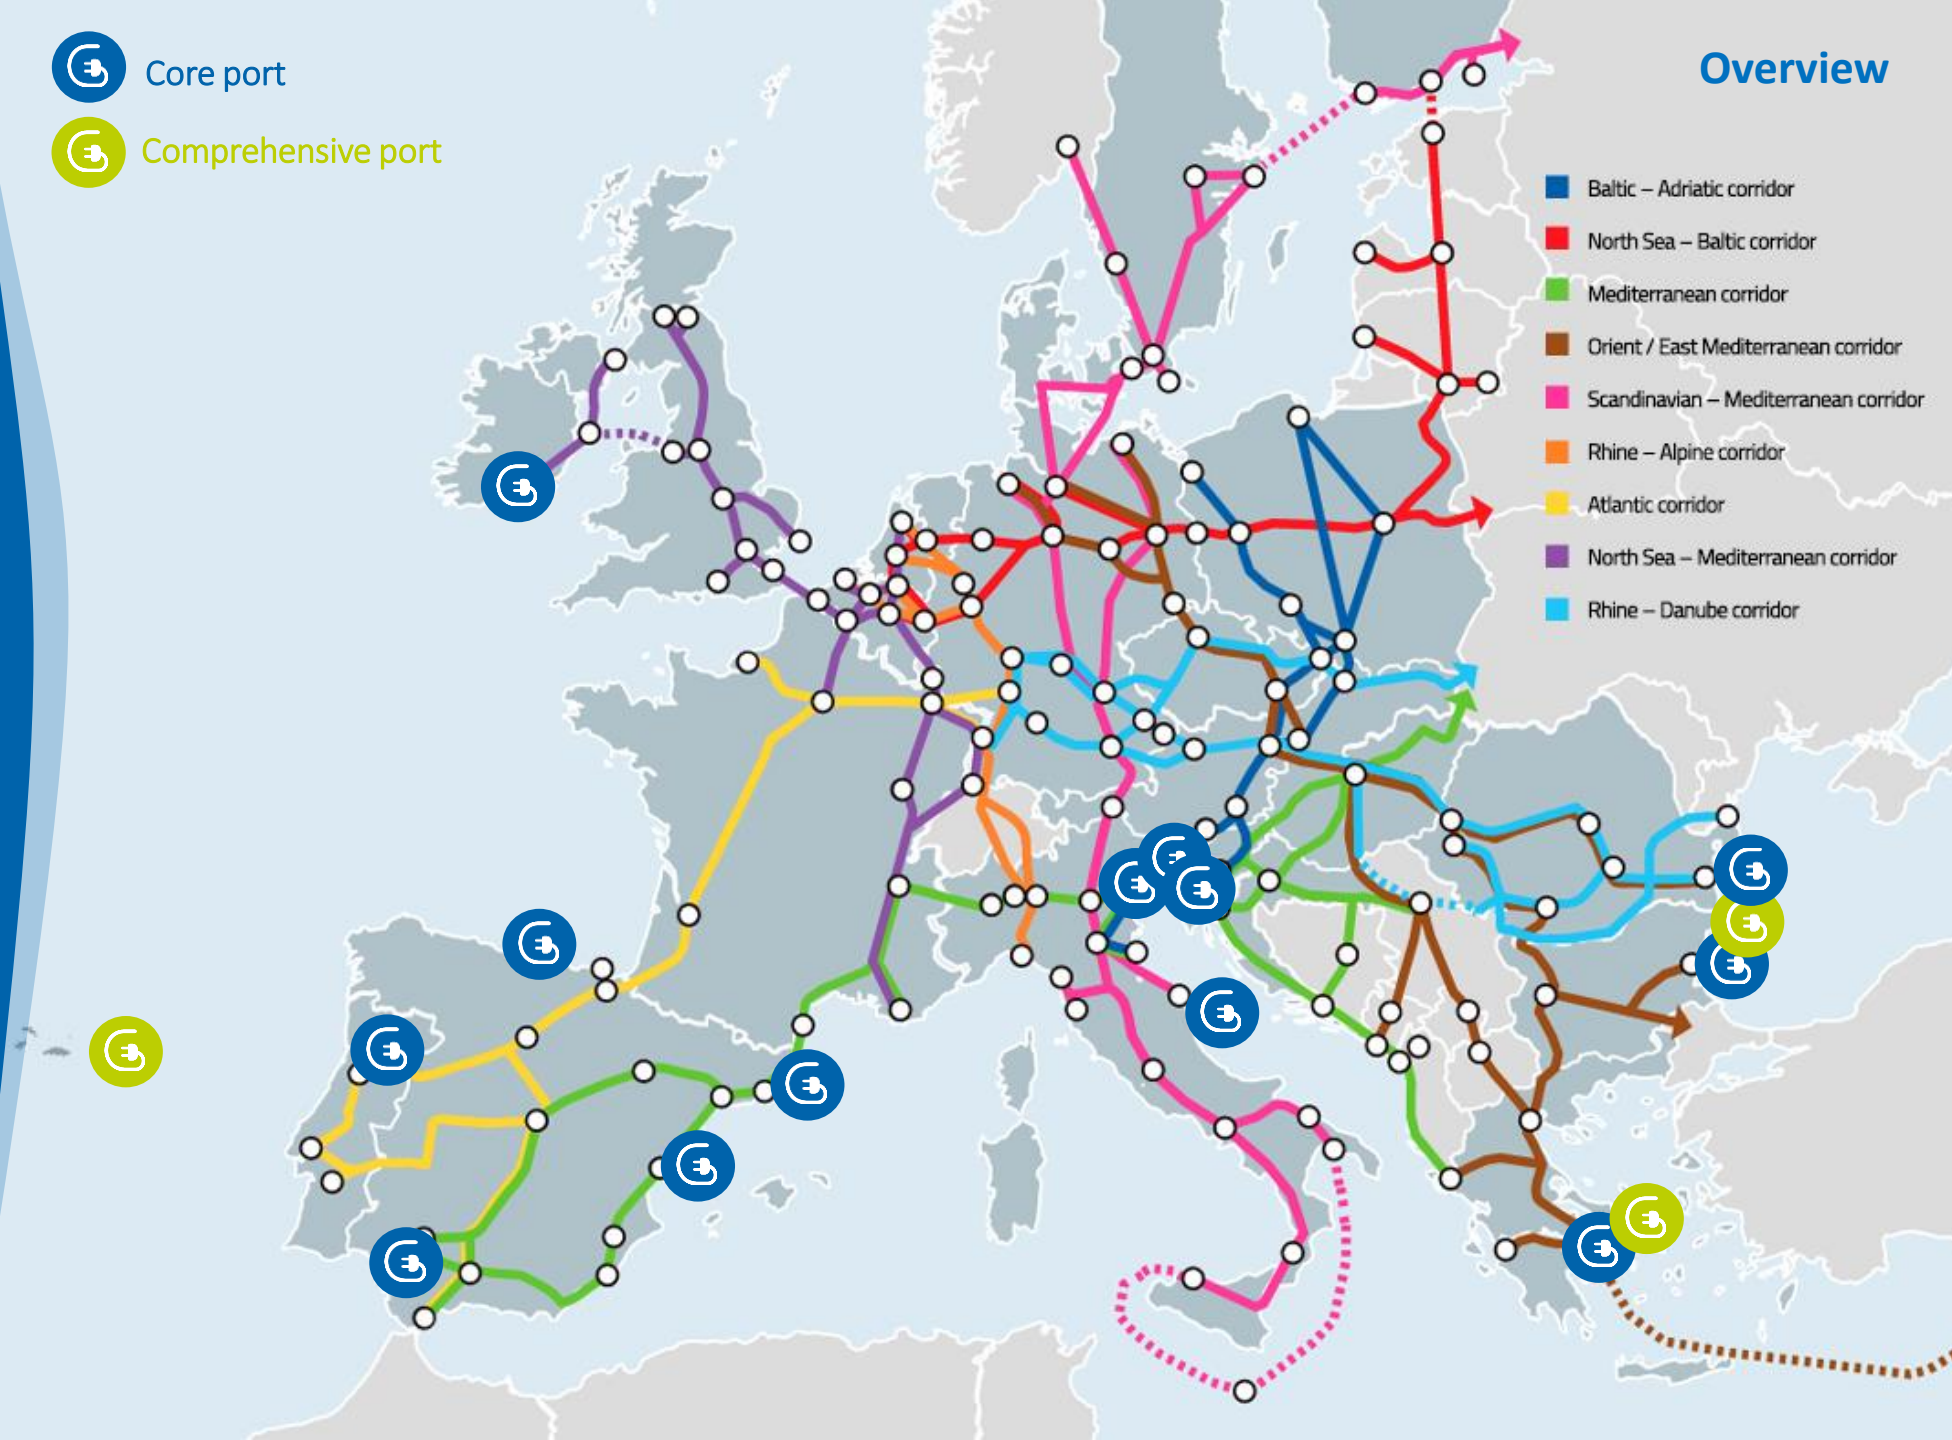 Core port
Comprehensive port
Overview
Baltic – Adriatic corridor
North Sea – Baltic corridor
Mediterranean corridor
Orient / East Mediterranean corridor
Scandinavian – Mediterranean corridor
Rhine – Alpine corridor
Atlantic corridor
North Sea – Mediterranean corridor
Rhine – Danube corridor